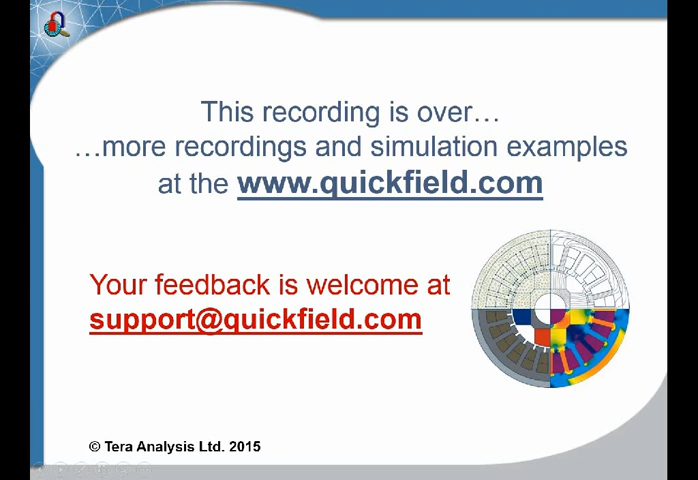 This recording is over…
…more recordings and simulation examples
at the www.quickfield.com
Your feedback is welcome at
support@quickfield.com
© Tera Analysis Ltd. 2015